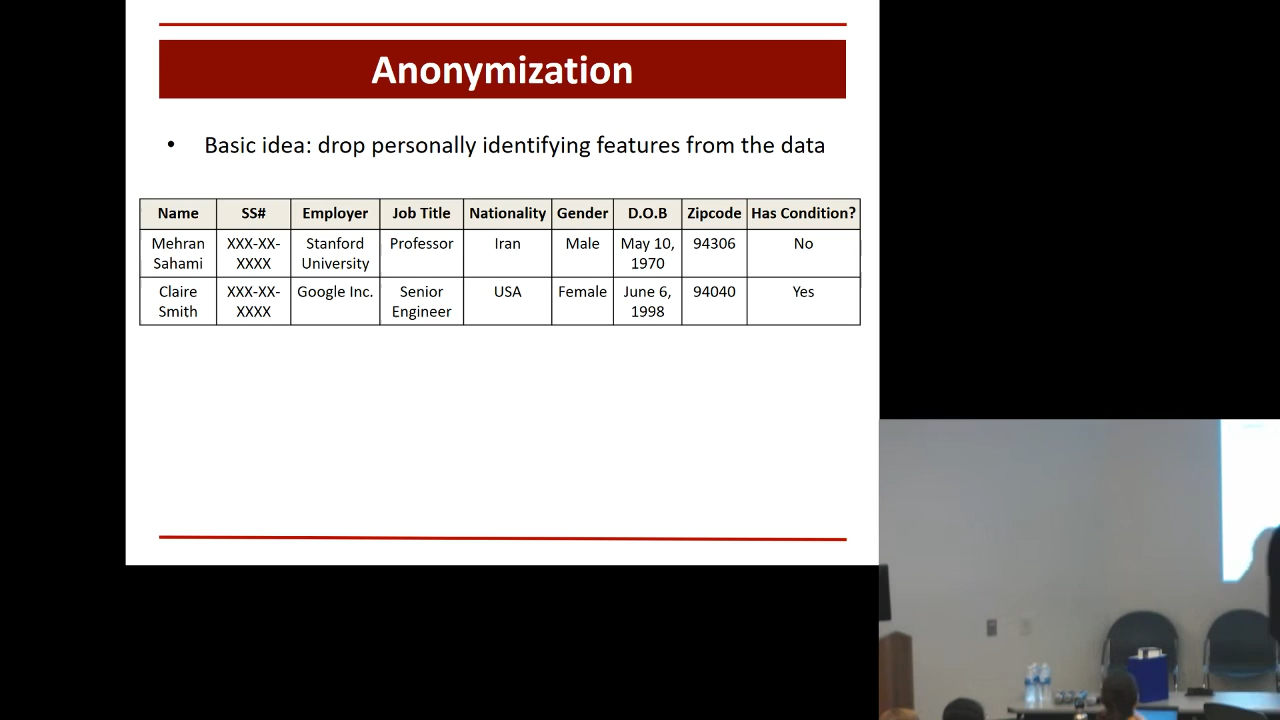 Anonymization
• Basic idea: drop personally identifying features from the data
Name SS# Employer Job Title Nationality Gender D.O.B Zipcode Has Condition?
Mehran Sahami XXX-XX-XXXX Stanford University Professor Iran Male May 10, 1970 94306 No
Claire Smith XXX-XX-XXXX Google Inc. Senior Engineer USA Female June 6, 1998 94040 Yes